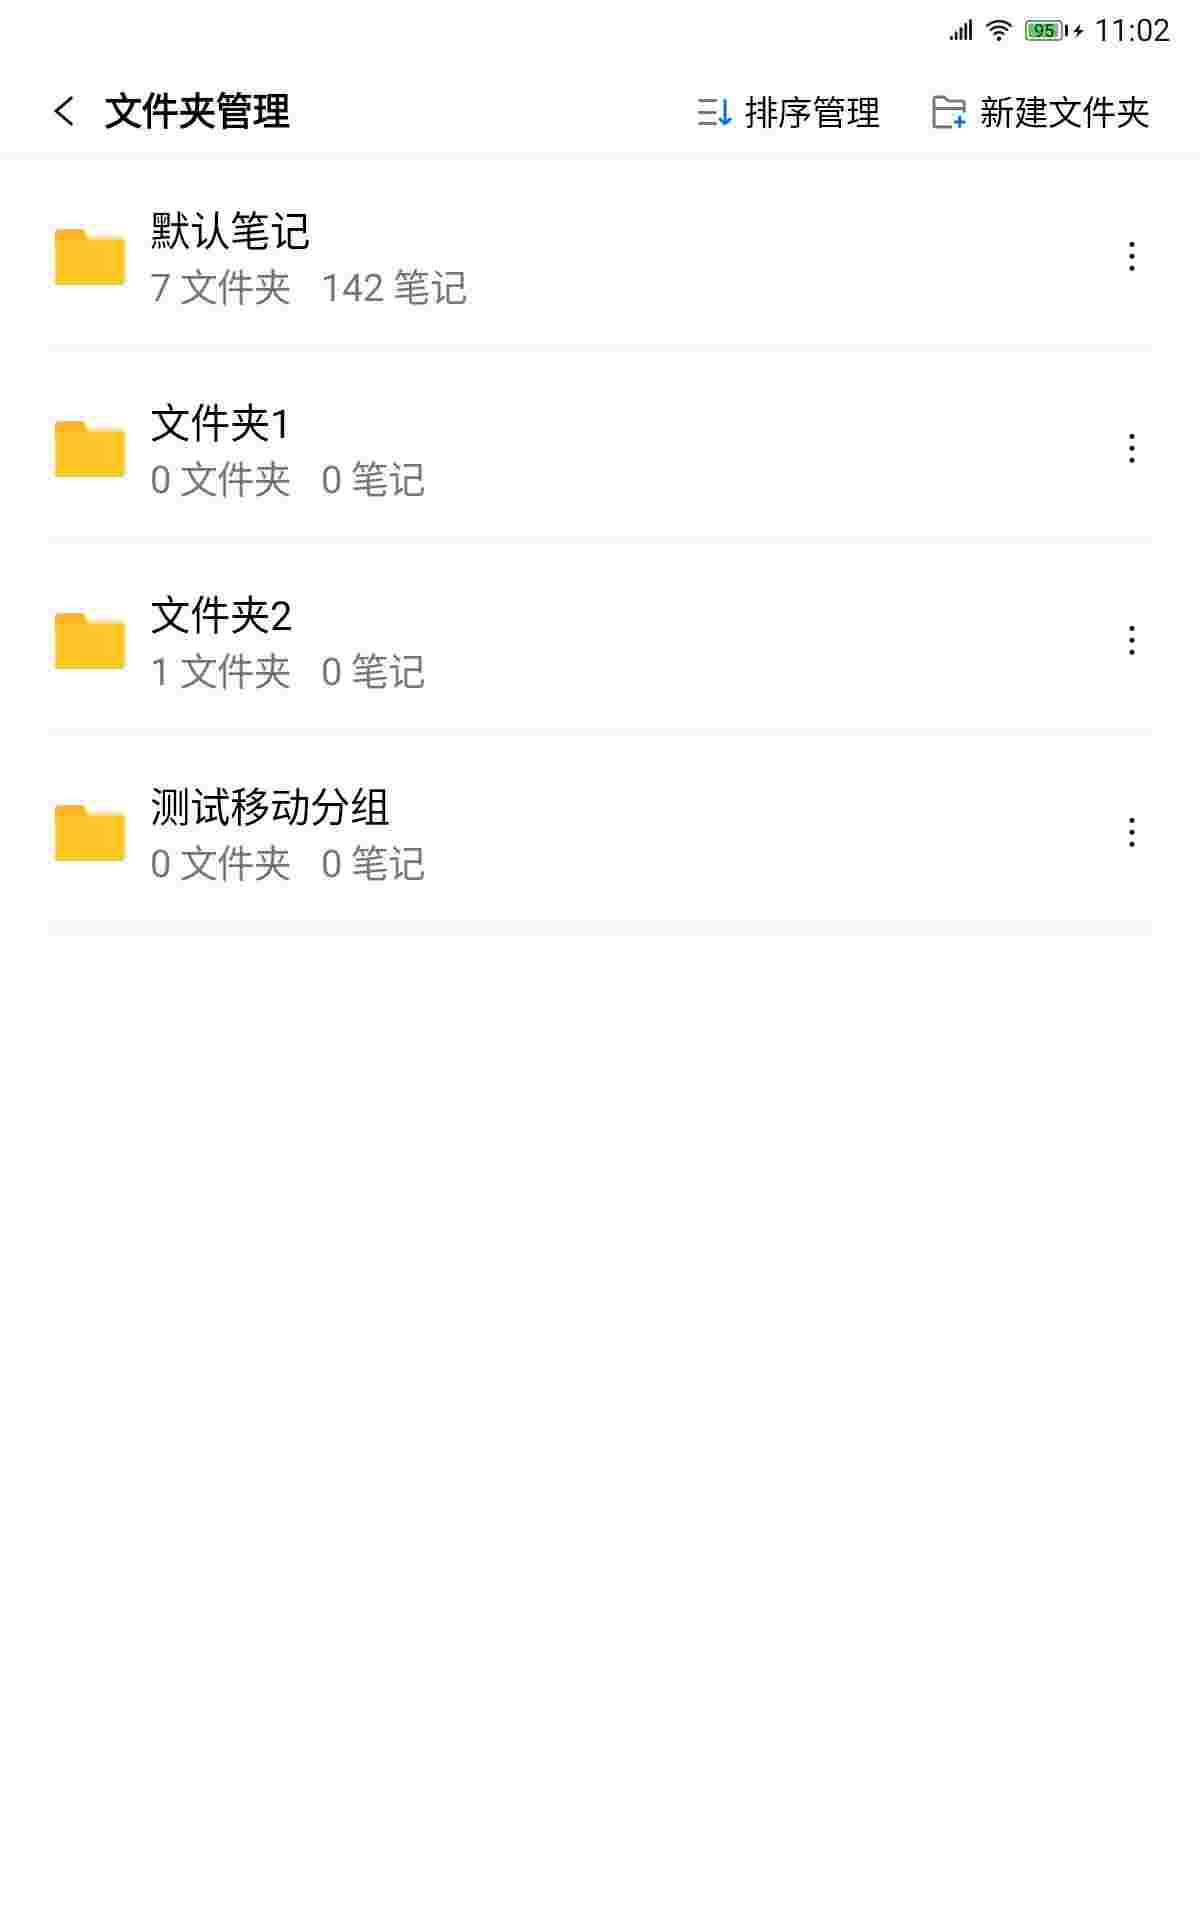 95 11:02
文件夹管理 排序管理 新建文件夹
默认笔记
7 文件夹 142 笔记
文件夹1
0 文件夹 0 笔记
文件夹2
1 文件夹 0 笔记
测试移动分组
0 文件夹 0 笔记